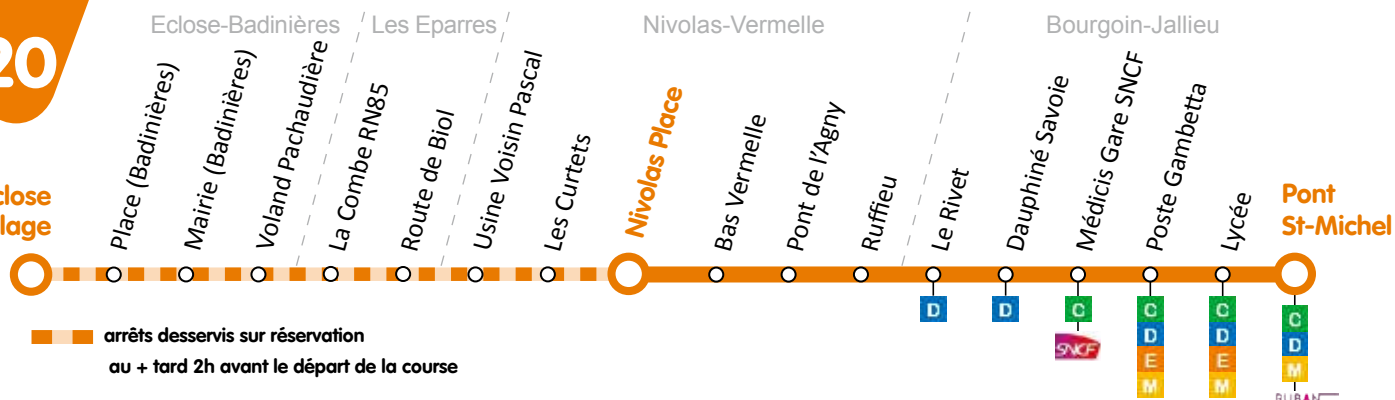 20
Eclose-Badinières
Les Eparres
Nivolas-Vermelle
Bourgoin-Jallieu
Place (Badinières)
Mairie (Badinières)
Voland Pachaudière
La Combe RN85
Route de Biol
Usine Voisin Pascal
Les Curtets
Nivolas Place
Bas Vermelle
Pont de l'Agny
Ruffieu
Le Rivet
Dauphiné Savoie
Médicis Gare SNCF
Poste Gambetta
Lycée
Pont
St-Michel
close
lage
D
D
C
SNCF
C
D
E
M
C
D
E
M
C
D
M
arrêts desservis sur réservation
au + tard 2h avant le départ de la course